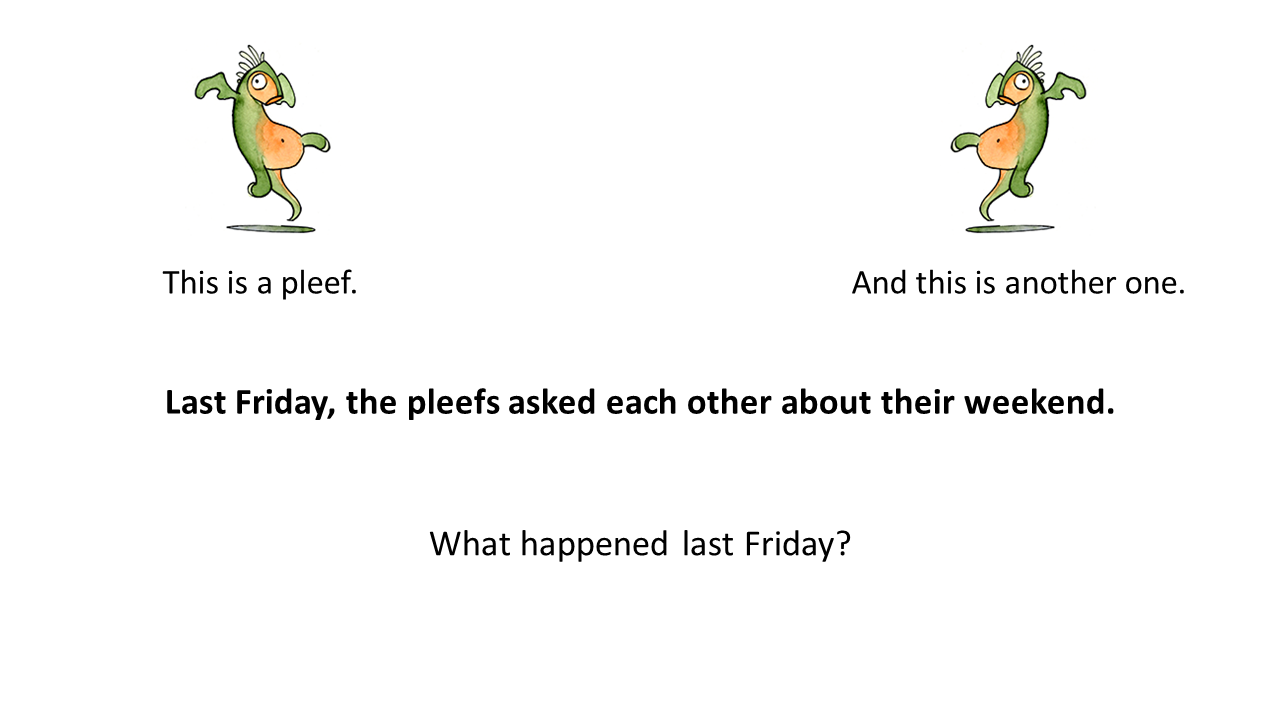 This is a pleef.
And this is another one.
Last Friday, the pleefs asked each other about their weekend.
What happened last Friday?